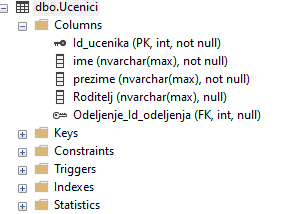 dbo.Ucenici
Columns
Id_ucenika (PK, int, not null)
ime (nvarchar(max), not null)
prezime (nvarchar(max), not null)
Roditelj (nvarchar(max), null)
Odeljenje_Id_odeljenja (FK, int, null)
Keys
Constraints
Triggers
Indexes
Statistics